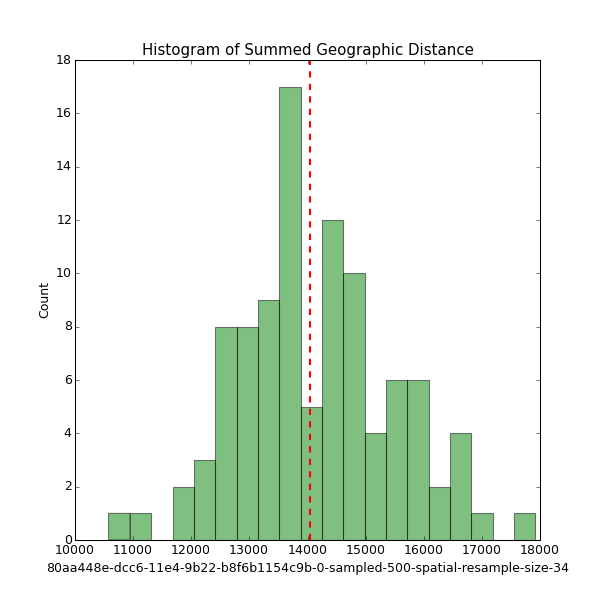 Histogram of Summed Geographic Distance
18
16
14
12
10
8
6
4
2
0
Count
10000 11000 12000 13000 14000 15000 16000 17000 18000
80aa448e-dcc6-11e4-9b22-b8f6b1154c9b-0-sampled-500-spatial-resample-size-34